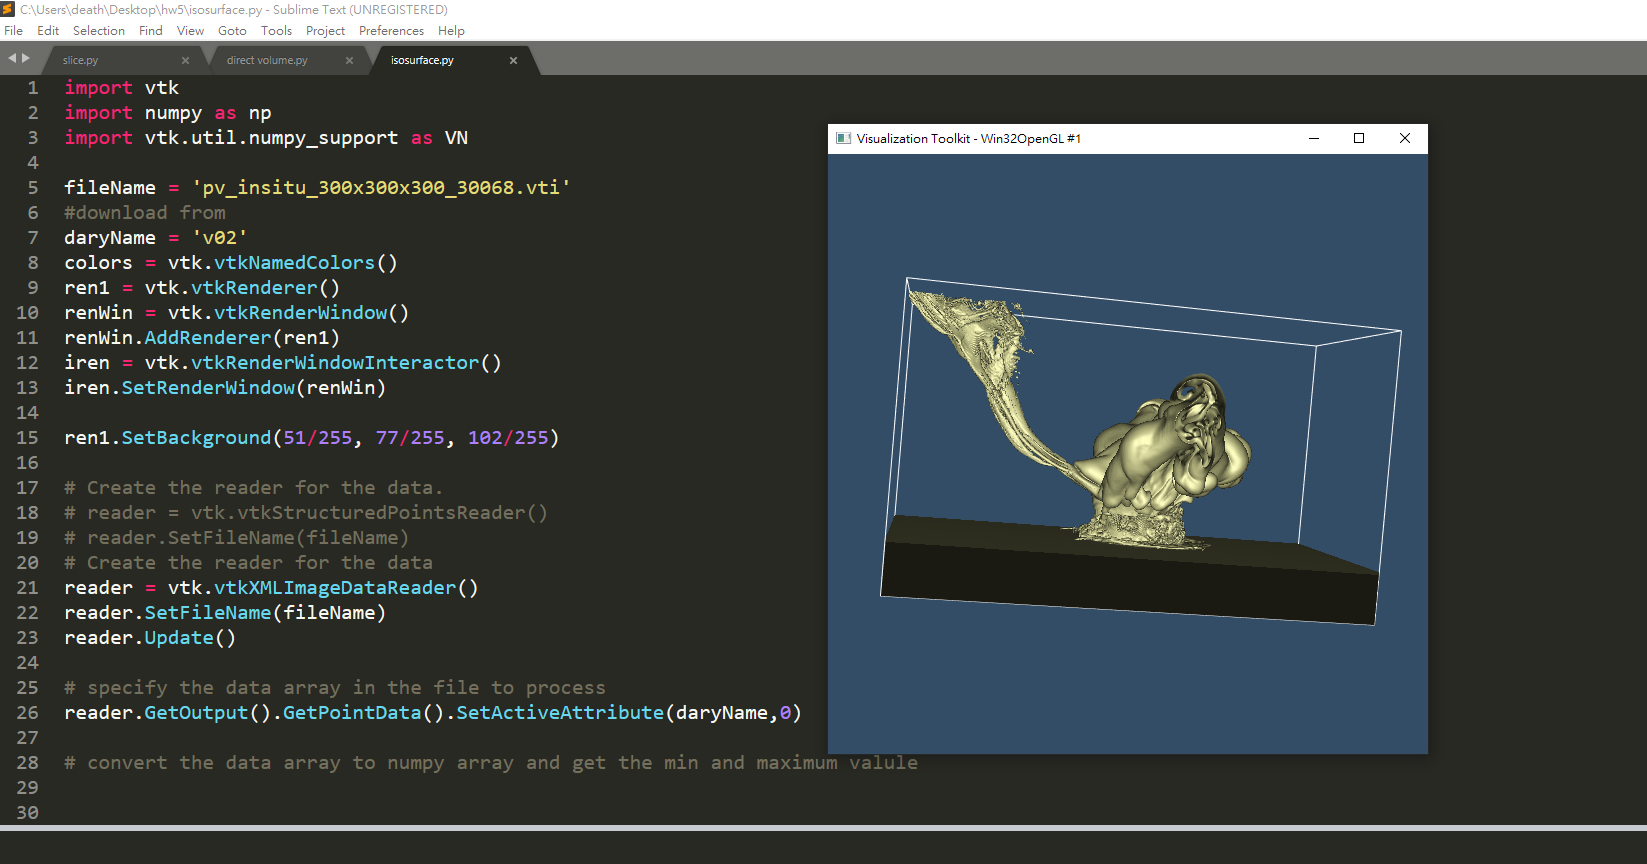 C:\Users\death\Desktop\hw5\isosurface.py - Sublime Text (UNREGISTERED)
File Edit Selection Find View Goto Tools Project Preferences Help
slice.py direct volume.py isosurface.py
1 import vtk
2 import numpy as np
3 import vtk.util.numpy_support as VN
4
5 fileName = 'pv_insitu_300x300x300_30068.vti'
6 #download from
7 daryName = 'v02'
8 colors = vtk.vtkNamedColors()
9 ren1 = vtk.vtkRenderer()
10 renWin = vtk.vtkRenderWindow()
11 renWin.AddRenderer(ren1)
12 iren = vtk.vtkRenderWindowInteractor()
13 iren.SetRenderWindow(renWin)
14
15 ren1.SetBackground(51/255, 77/255, 102/255)
16
17 # Create the reader for the data.
18 # reader = vtk.vtkStructuredPointsReader()
19 # reader.SetFileName(fileName)
20 # Create the reader for the data
21 reader = vtk.vtkXMLImageDataReader()
22 reader.SetFileName(fileName)
23 reader.Update()
24
25 # specify the data array in the file to process
26 reader.GetOutput().GetPointData().SetActiveAttribute(daryName,0)
27
28 # convert the data array to numpy array and get the min and maximum valule
29
30
Visualization Toolkit - Win32OpenGL #1